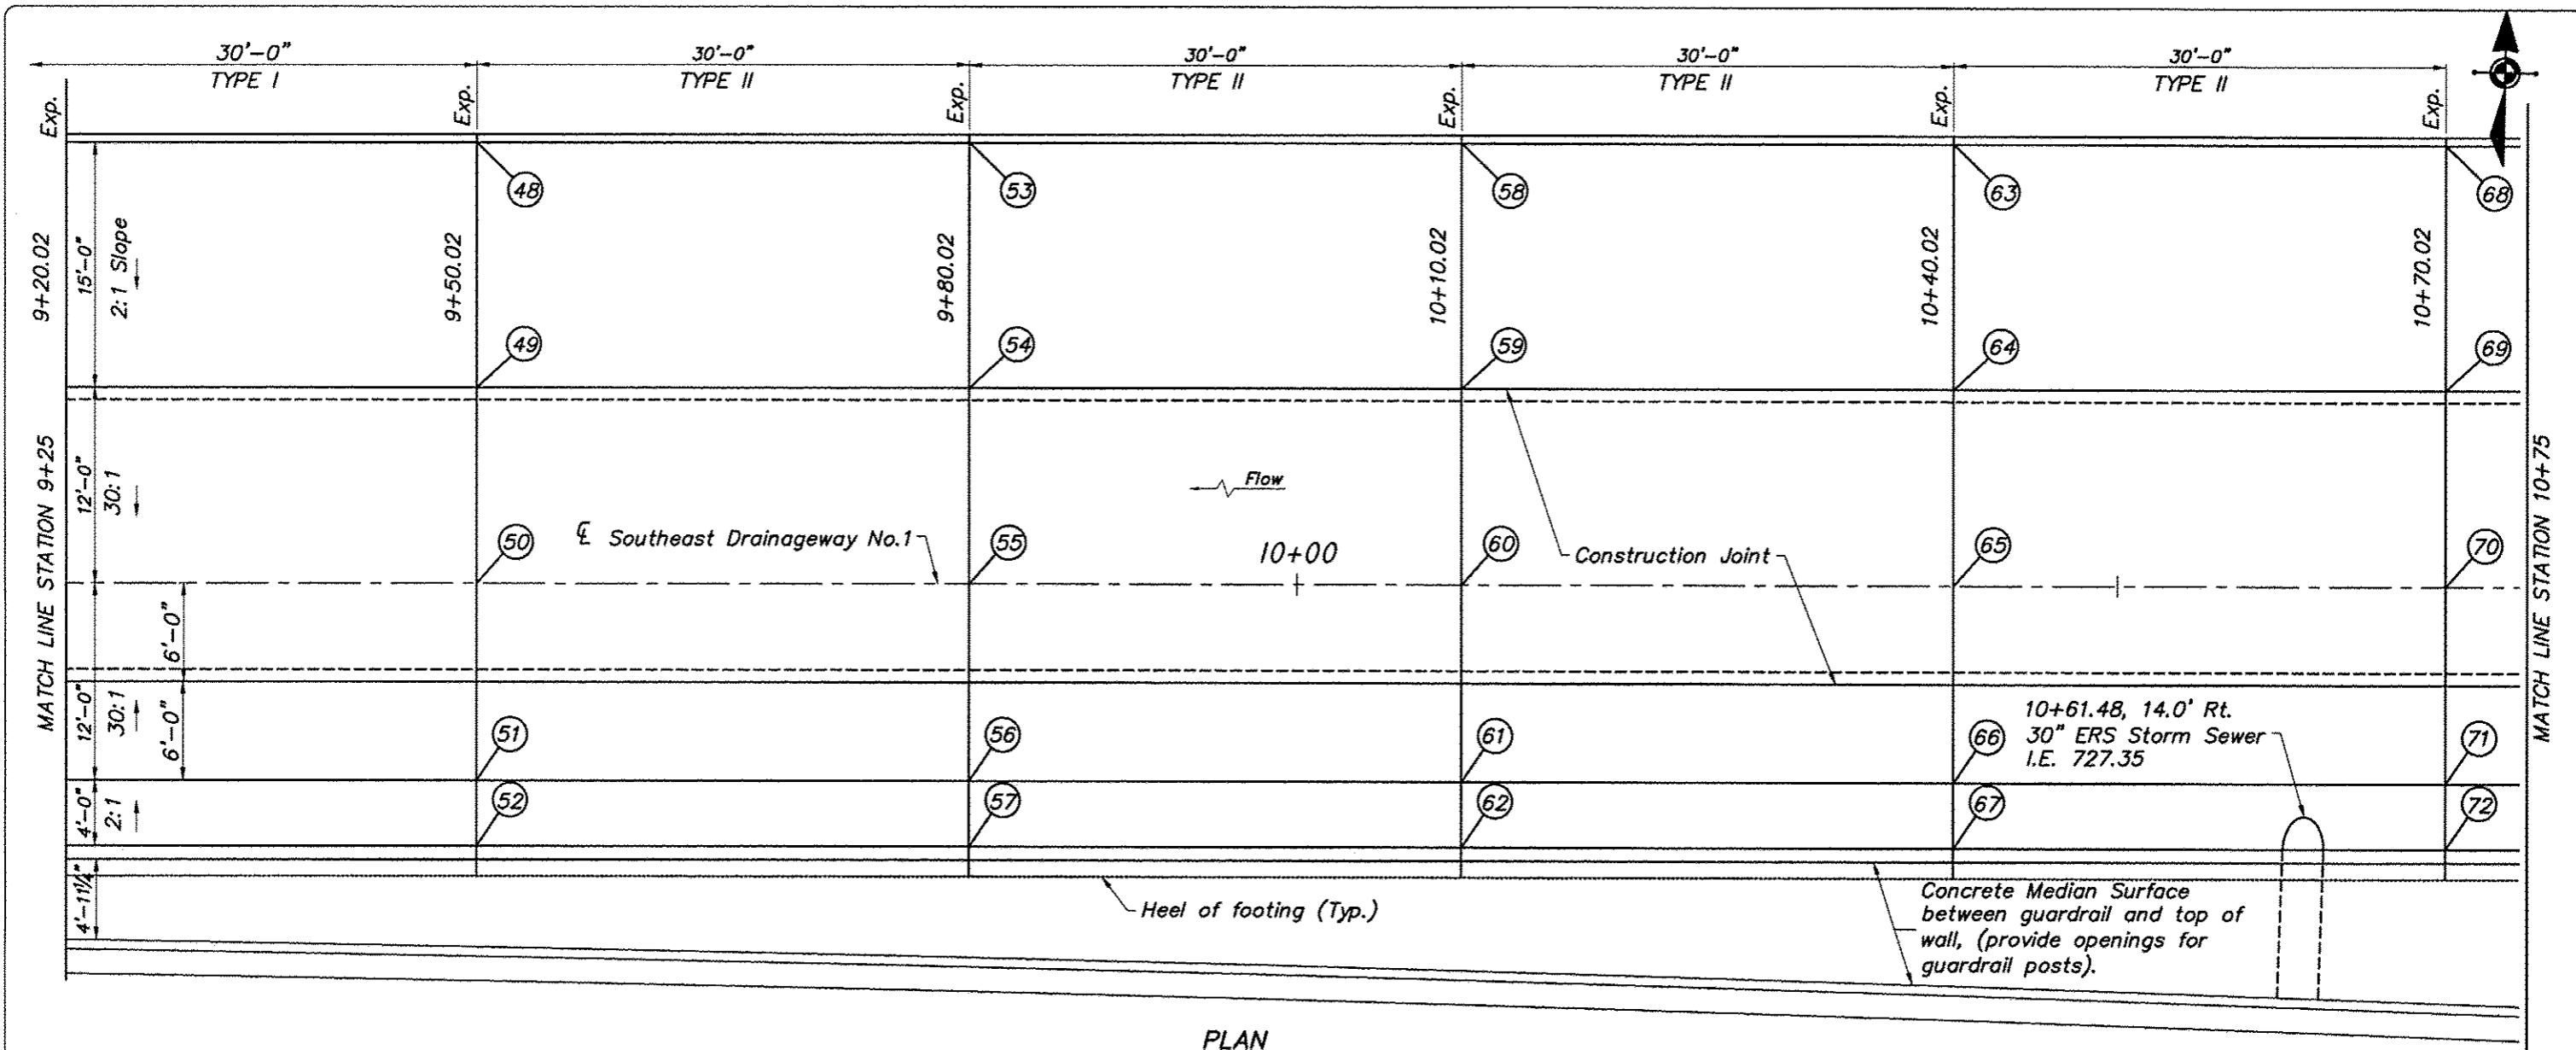 30'-0" 30'-0" 30'-0" 30'-0" 30'-0"
TYPE I TYPE II TYPE II TYPE II TYPE II
Exp. Exp. Exp. Exp. Exp. Exp.
48 53 58 63 68
9+20.02 9+50.02 9+80.02 10+10.02 10+40.02 10+70.02
15'-0"
2:1 Slope
49 54 59 64 69
MATCH LINE STATION 9+25
12'-0"
30:1
Flow
MATCH LINE STATION 10+75
50 55 60 65 70
℄ Southeast Drainageway No.1
10+00
Construction Joint
6'-0"
12'-0"
30:1
6'-0"
51 56 61 66 71
10+61.48, 14.0' Rt.
30" ERS Storm Sewer
I.E. 727.35
4'-0"
2:1
52 57 62 67 72
4'-1½"
Heel of footing (Typ.)
Concrete Median Surface
between guardrail and top of
wall, (provide openings for
guardrail posts).
PLAN